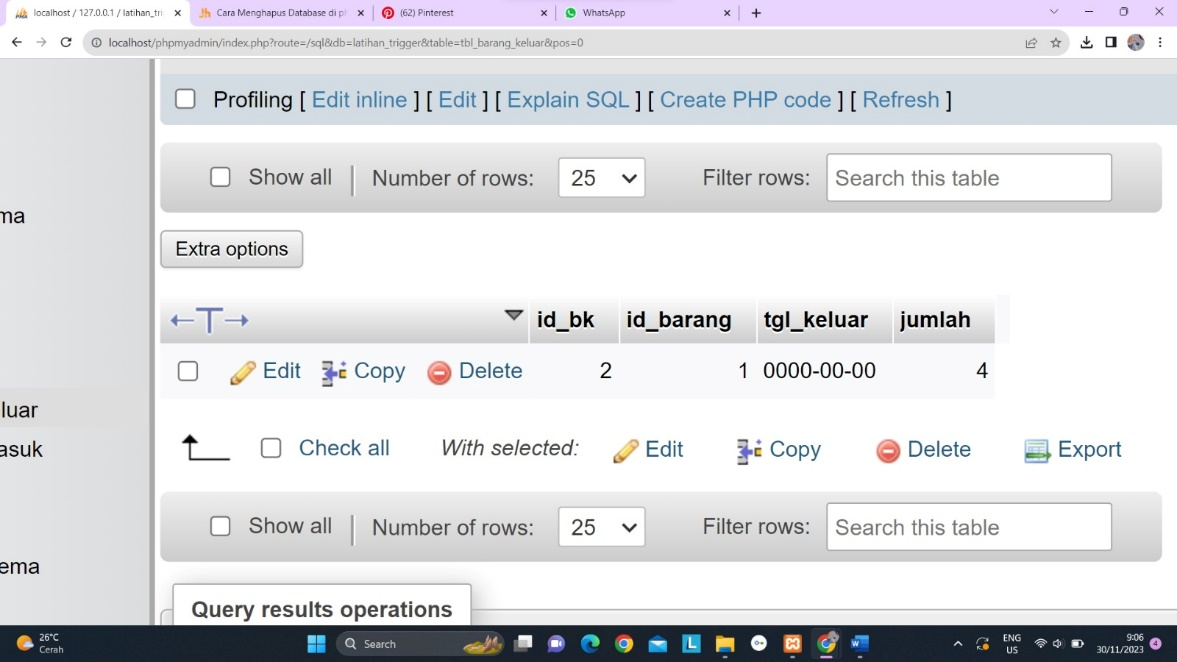 localhost / 127.0.0.1 / latihan_tri
Cara Menghapus Database di ph
(62) Pinterest
WhatsApp
localhost/phpmyadmin/index.php?route=/sql&db=latihan_trigger&table=tbl_barang_keluar&pos=0
Profiling [ Edit inline ] [ Edit ] [ Explain SQL ] [ Create PHP code ] [ Refresh ]
Show all Number of rows: 25 Filter rows: Search this table
ma
Extra options
id_bk id_barang tgl_keluar jumlah
Edit Copy Delete 2 1 0000-00-00 4
luar
asuk
Check all With selected: Edit Copy Delete Export
Show all Number of rows: 25 Filter rows: Search this table
ema
Query results operations
26°C
Cerah
Search
ENG
US
9:06
30/11/2023
4